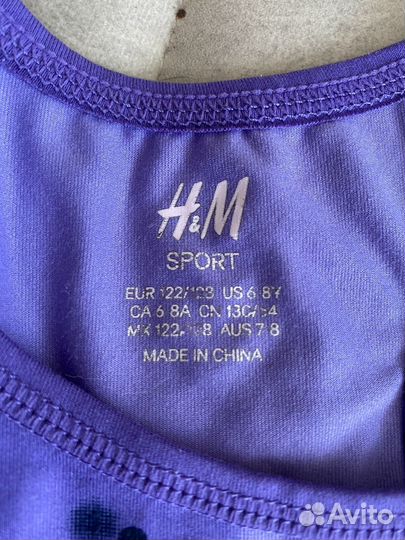 H&M
SPORT
EUR 122/128 US 6-8Y
CA 6-8A CN 130/64
MX 122-128 AUS 7-8
MADE IN CHINA
Avito